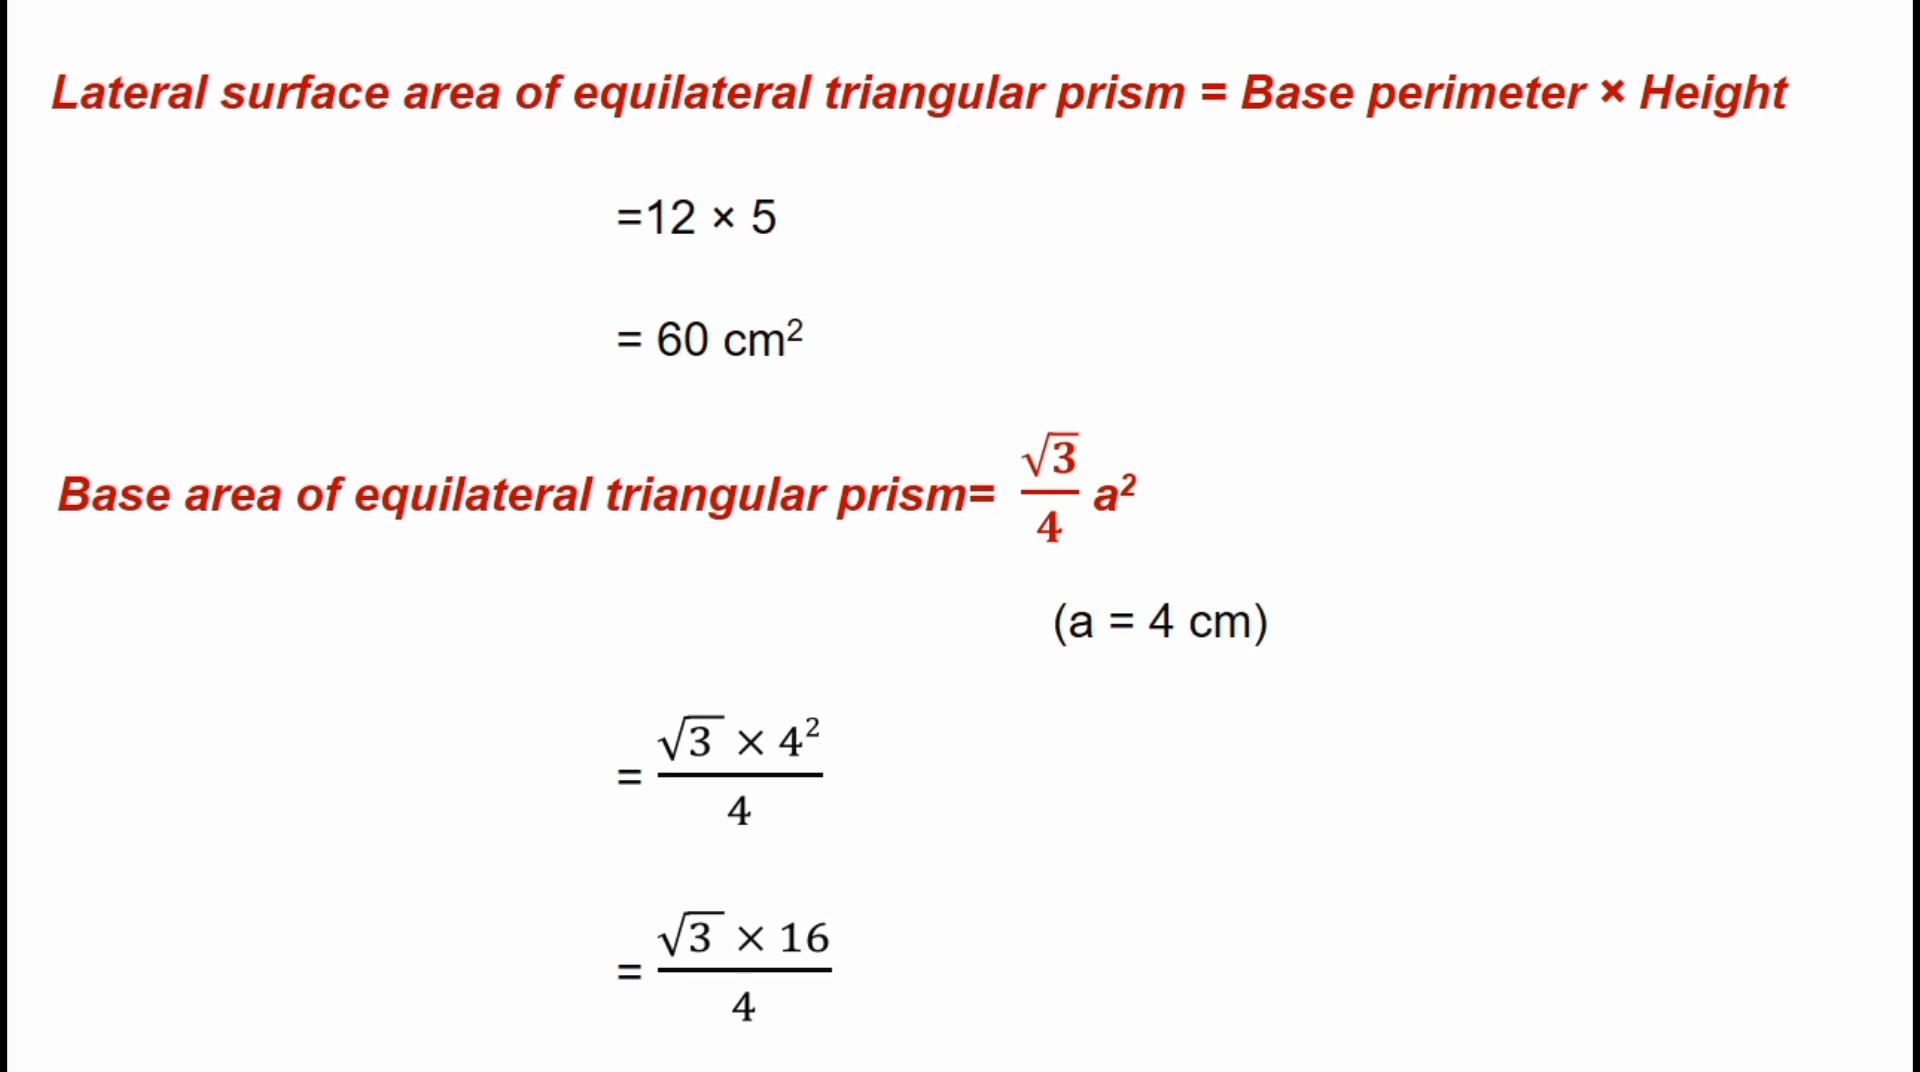 Lateral surface area of equilateral triangular prism = Base perimeter × Height
=12 × 5
= 60 cm²
Base area of equilateral triangular prism= √3/4 a²
(a = 4 cm)
= √3 × 4²/4
= √3 × 16/4